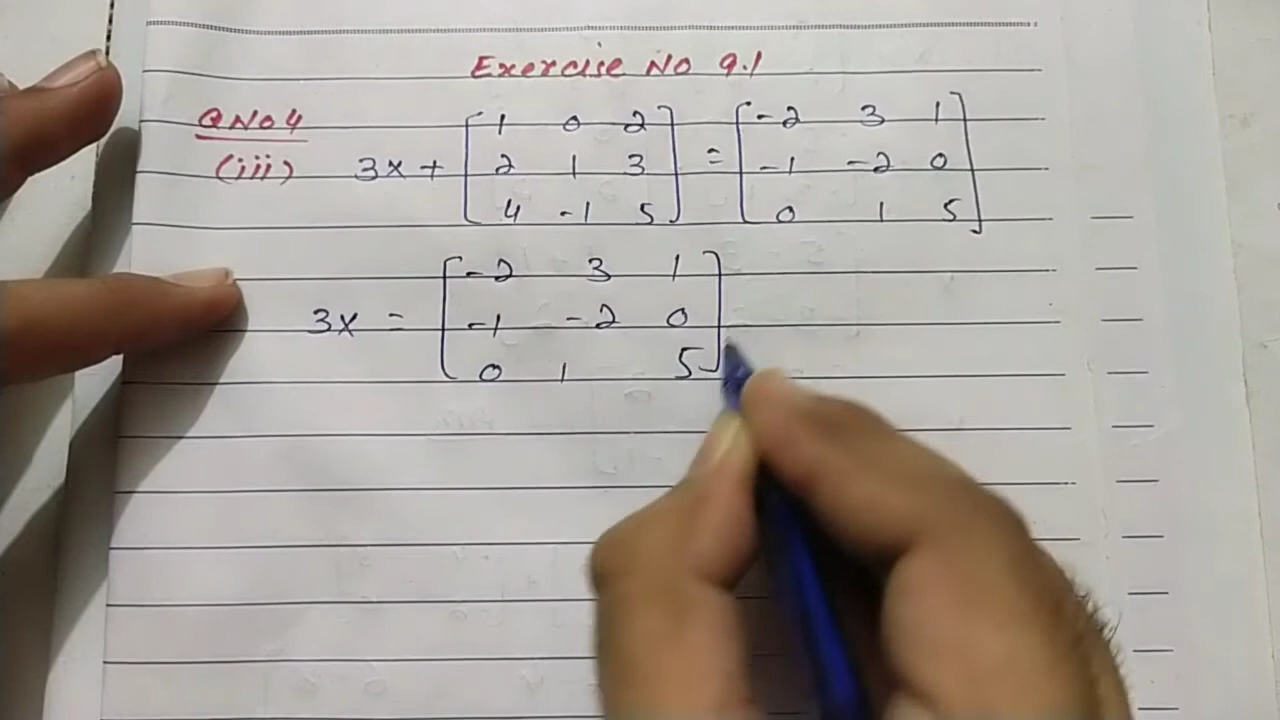 Exercise No 9.1
Q No 4
(iii) 3x + [1 0 2 = [-2 3 1
2 1 3 -1 -2 0
4 -1 5] 0 1 5]
3x = [-2 3 1
-1 -2 0
0 1 5]